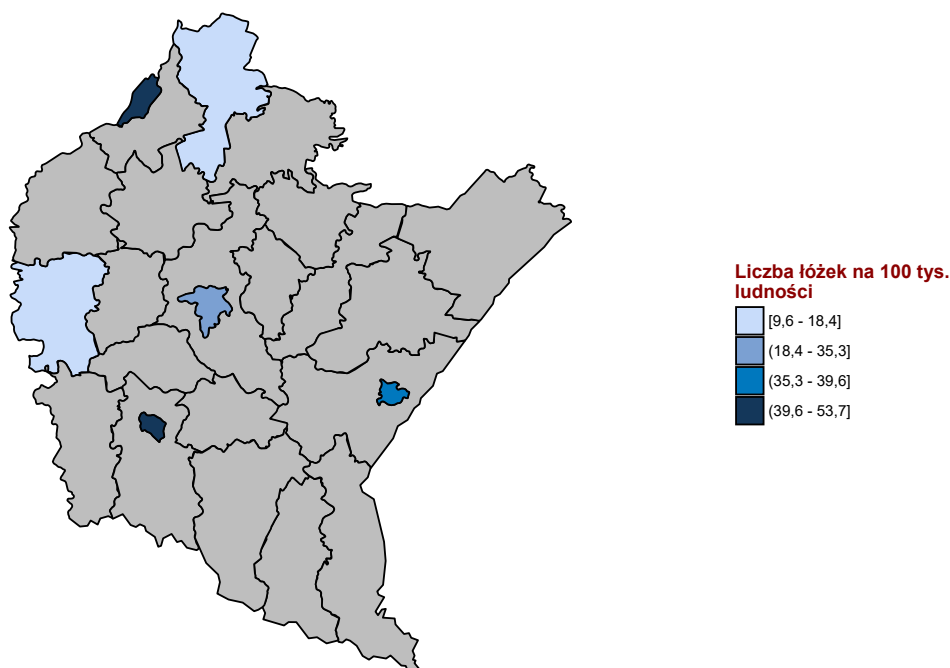 Liczba łóżek na 100 tys.
ludności
[9,6 - 18,4]
(18,4 - 35,3]
(35,3 - 39,6]
(39,6 - 53,7]